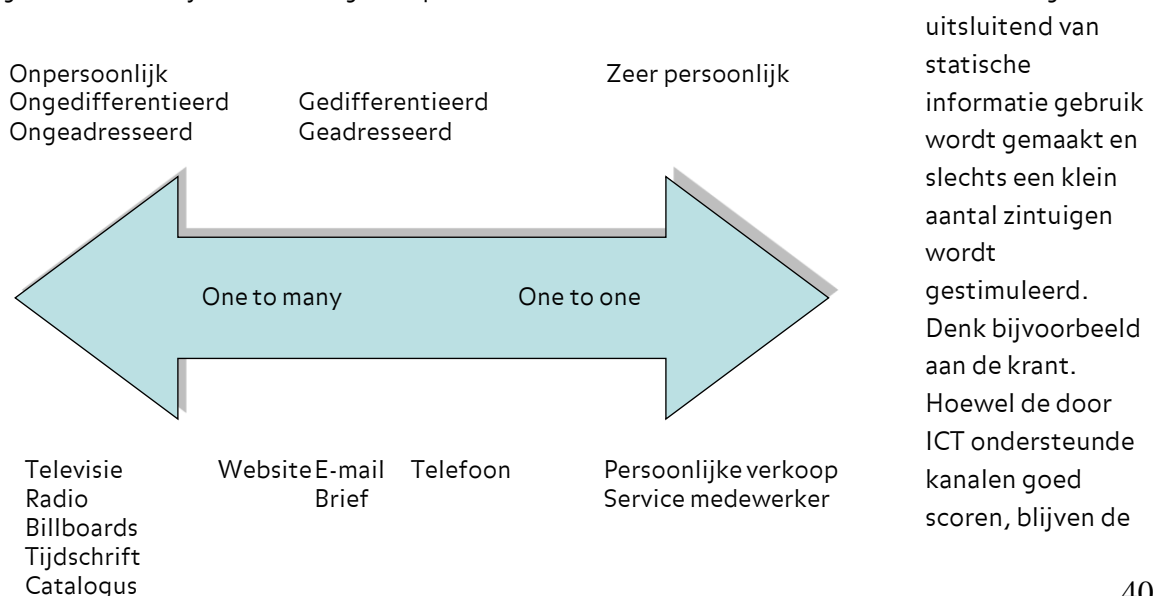 Onpersoonlijk
Ongedifferentieerd
Ongeadresseerd
Gedifferentieerd
Geadresseerd
Zeer persoonlijk
One to many
One to one
Televisie
Radio
Billboards
Tijdschrift
Catalogus
Website
E-mail
Brief
Telefoon
Persoonlijke verkoop
Service medewerker
uitsluitend van
statische
informatie gebruik
wordt gemaakt en
slechts een klein
aantal zintuigen
wordt
gestimuleerd.
Denk bijvoorbeeld
aan de krant.
Hoewel de door
ICT ondersteunde
kanalen goed
scoren, blijven de
40